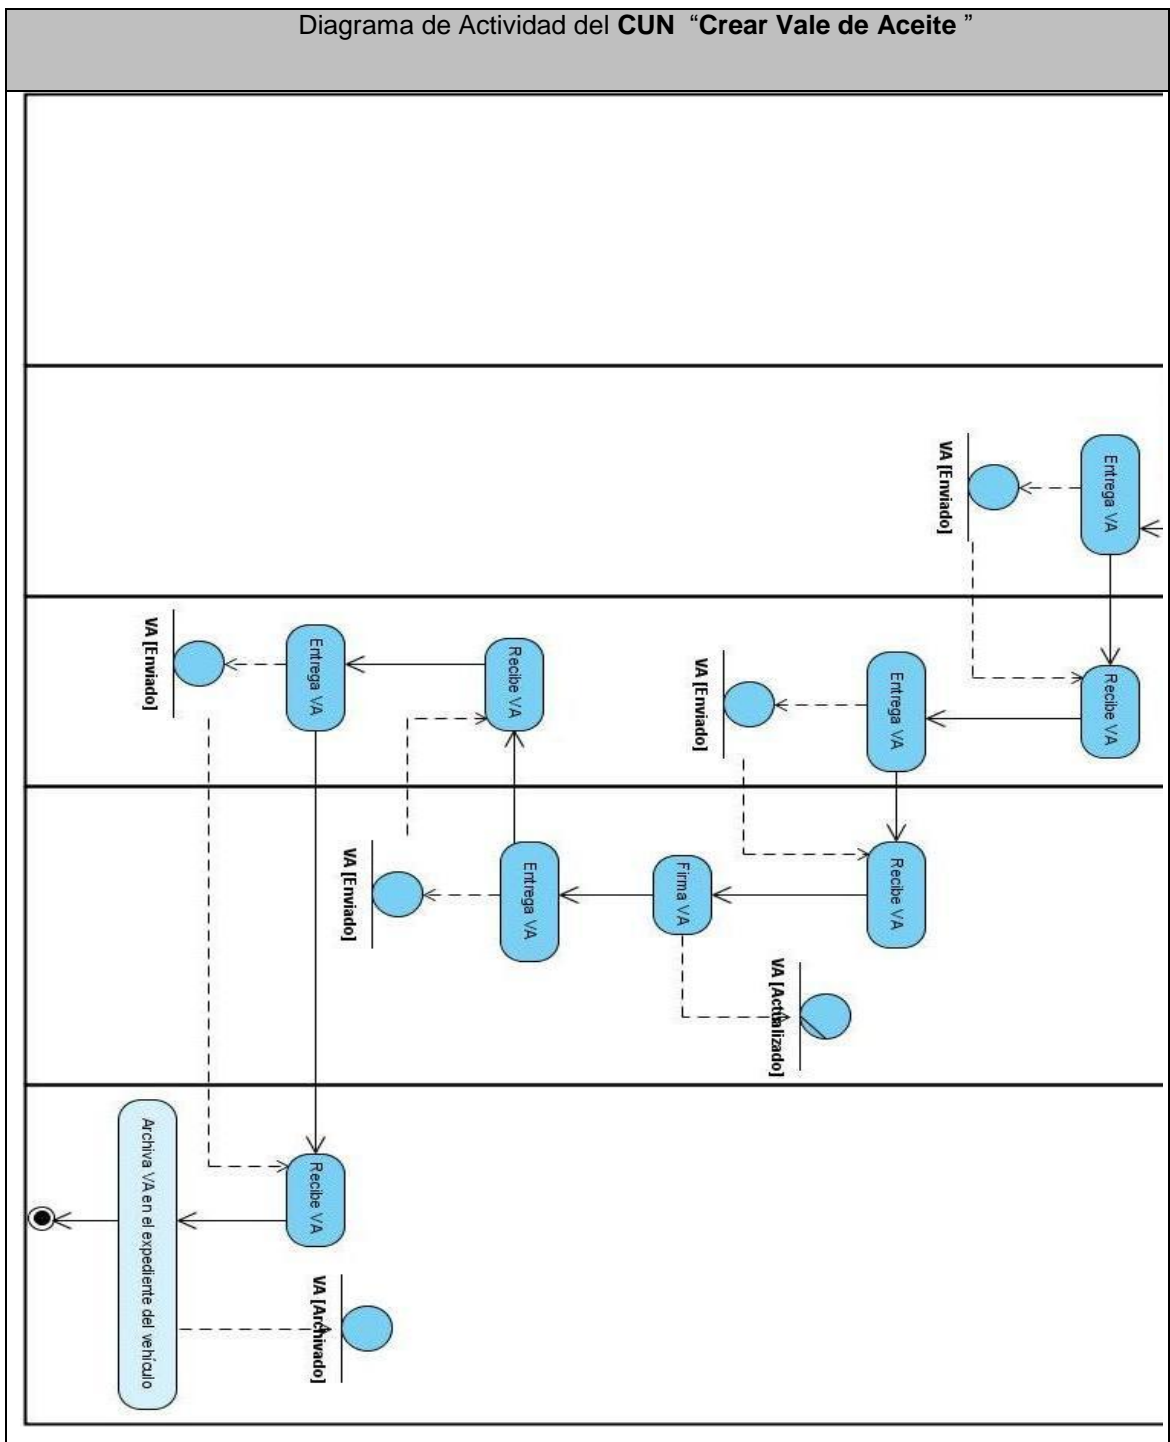 Diagrama de Actividad del CUN “Crear Vale de Aceite ”
Entrega VA
VA [Enviado]
Recibe VA
Entrega VA
VA [Enviado]
Recibe VA
Firma VA
VA [Actualizado]
Entrega VA
VA [Enviado]
Recibe VA
Entrega VA
VA [Enviado]
Recibe VA
Archiva VA en el expediente del vehículo
VA [Archivado]